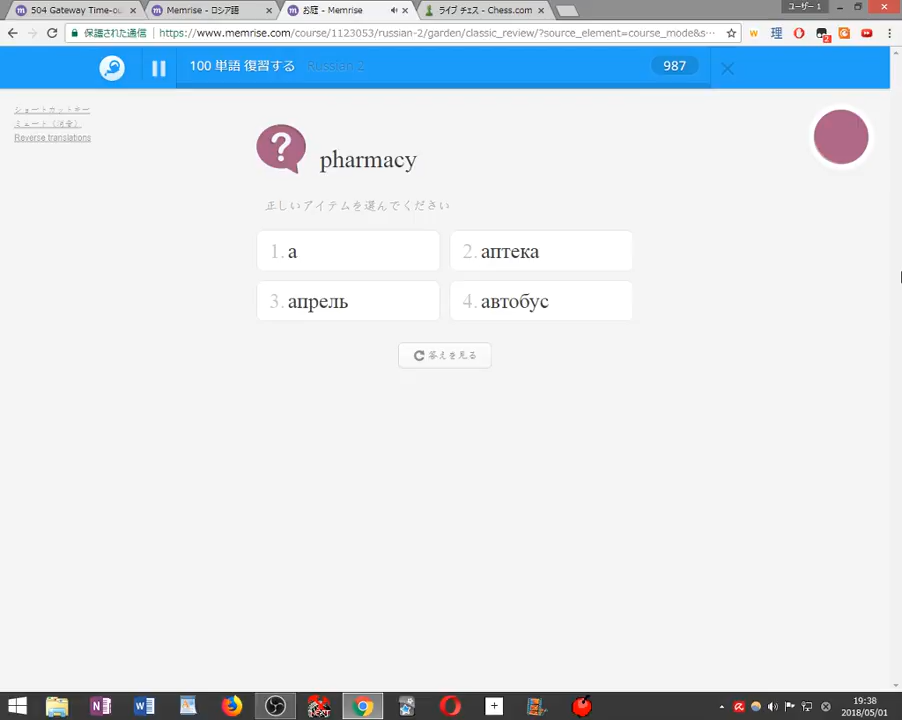 504 Gateway Time-ou
Memrise - ロシア語
お庭 - Memrise
ライブ チェス - Chess.com
ユーザー 1
保護された通信
https://www.memrise.com/course/1123053/russian-2/garden/classic_review/?source_element=course_mode&s...
100 単語 復習する
Russian 2
987
ショートカットキー
ミュート (消音)
Reverse translations
?
pharmacy
正しいアイテムを選んでください
1. а
2. аптека
3. апрель
4. автобус
答えを見る
19:38
2018/05/01